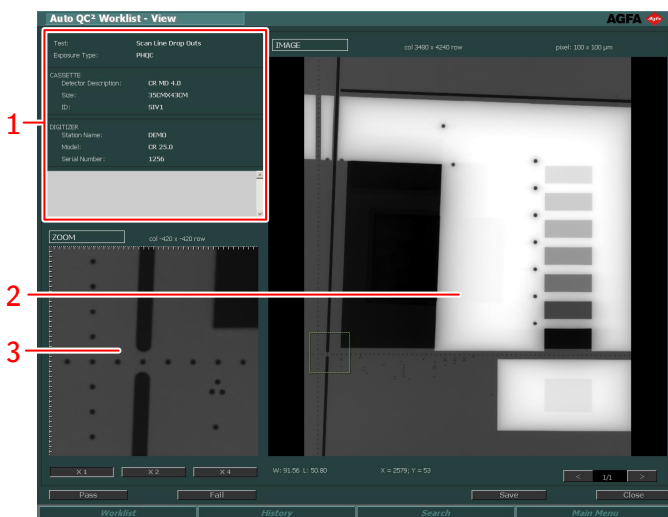 Auto QC² Worklist - View
AGFA
Test: Scan Line Drop Outs
Exposure Type: PHQC
CASSETTE
Detector Description: CR MD 4.0
Size: 35CMX43CM
ID: SIV1
DIGITIZER
Station Name: DEMO
Model: CR 25.0
Serial Number: 1256
IMAGE
col 3480 x 4240 row
pixel: 100 x 100 µm
ZOOM
col -420 x -420 row
1
2
3
X 1
X 2
X 4
W: 91.56 L: 50.80
X = 2579; Y = 53
<
1/1
>
Pass
Fail
Save
Close
Worklist
History
Search
Main Menu